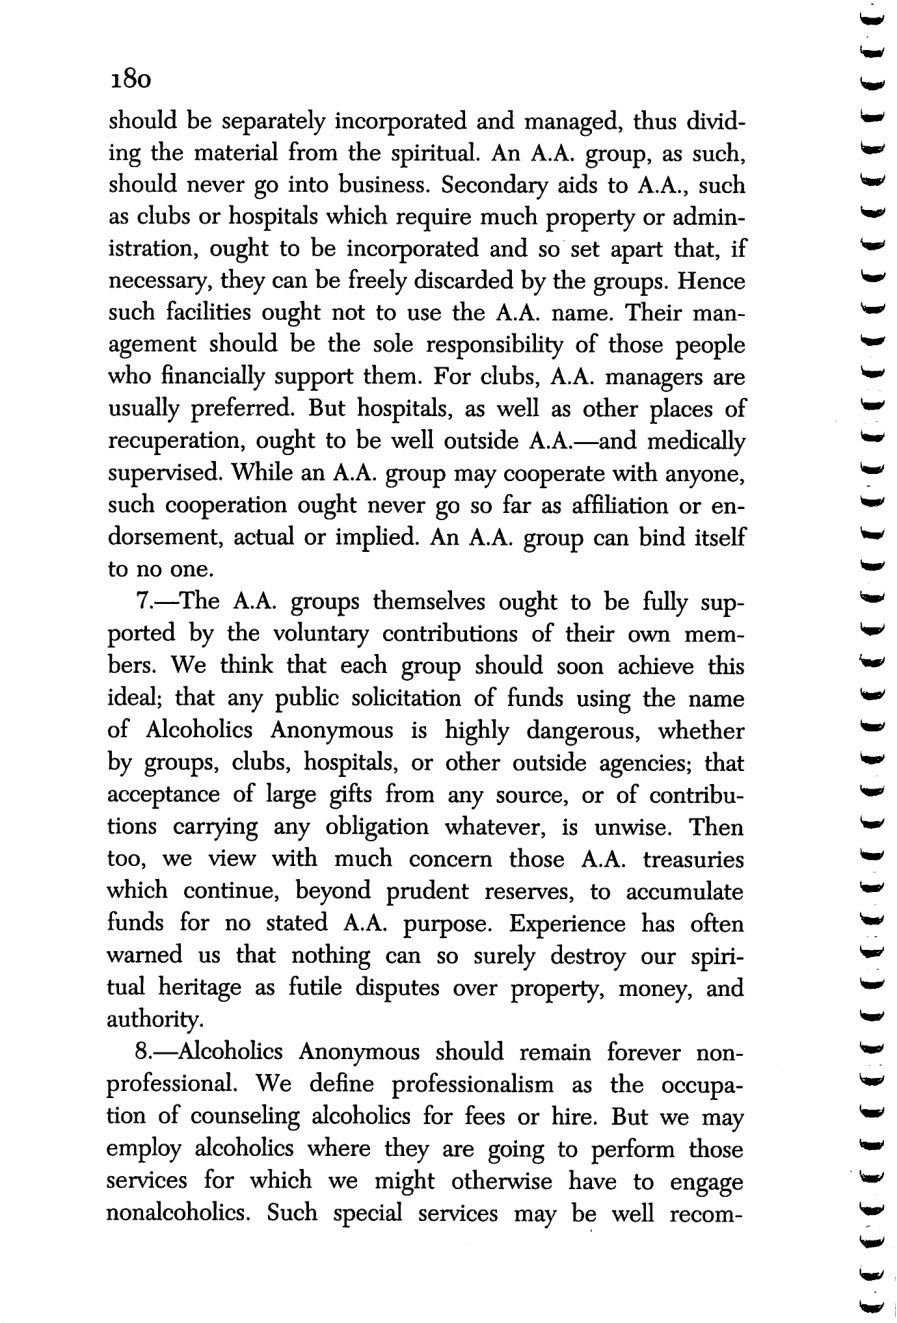 180
should be separately incorporated and managed, thus divid-
ing the material from the spiritual. An A.A. group, as such,
should never go into business. Secondary aids to A.A., such
as clubs or hospitals which require much property or admin-
istration, ought to be incorporated and so set apart that, if
necessary, they can be freely discarded by the groups. Hence
such facilities ought not to use the A.A. name. Their man-
agement should be the sole responsibility of those people
who financially support them. For clubs, A.A. managers are
usually preferred. But hospitals, as well as other places of
recuperation, ought to be well outside A.A.—and medically
supervised. While an A.A. group may cooperate with anyone,
such cooperation ought never go so far as affiliation or en-
dorsement, actual or implied. An A.A. group can bind itself
to no one.
7.—The A.A. groups themselves ought to be fully sup-
ported by the voluntary contributions of their own mem-
bers. We think that each group should soon achieve this
ideal; that any public solicitation of funds using the name
of Alcoholics Anonymous is highly dangerous, whether
by groups, clubs, hospitals, or other outside agencies; that
acceptance of large gifts from any source, or of contribu-
tions carrying any obligation whatever, is unwise. Then
too, we view with much concern those A.A. treasuries
which continue, beyond prudent reserves, to accumulate
funds for no stated A.A. purpose. Experience has often
warned us that nothing can so surely destroy our spiri-
tual heritage as futile disputes over property, money, and
authority.
8.—Alcoholics Anonymous should remain forever non-
professional. We define professionalism as the occupa-
tion of counseling alcoholics for fees or hire. But we may
employ alcoholics where they are going to perform those
services for which we might otherwise have to engage
nonalcoholics. Such special services may be well recom-